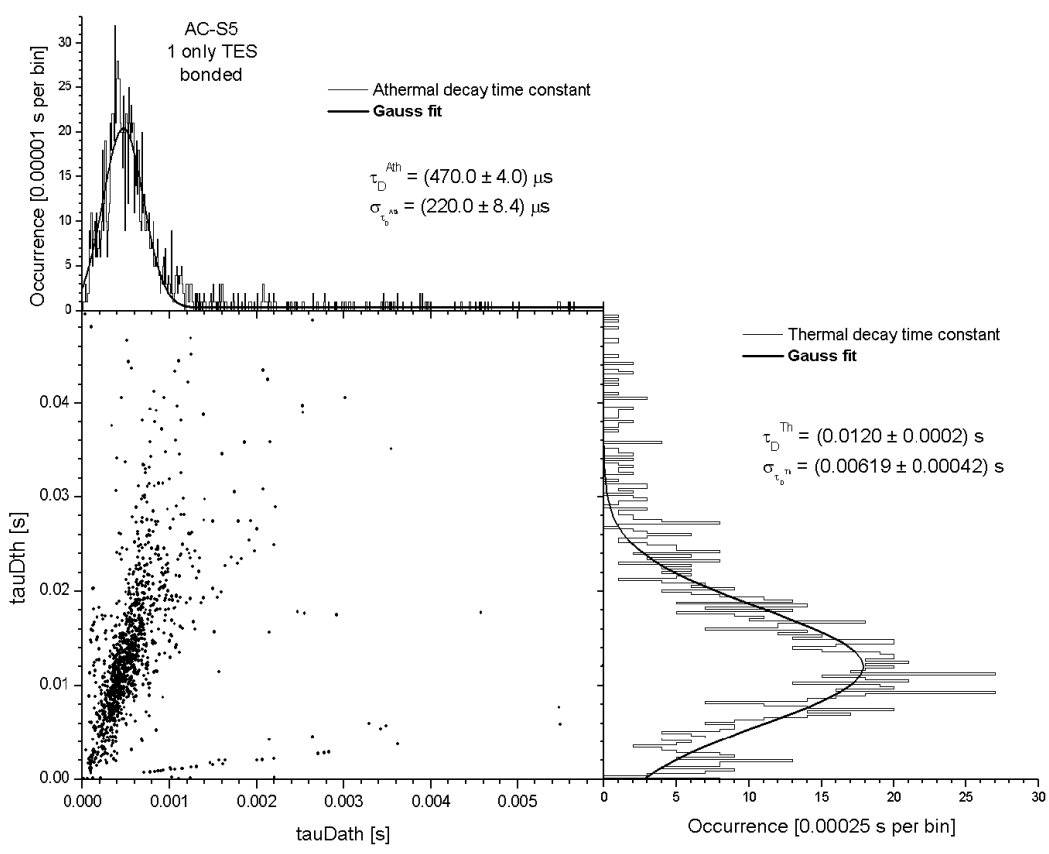 AC-S5
1 only TES
bonded
Athermal decay time constant
Gauss fit
τD^Ath = (470.0 ± 4.0) μs
στD^Ath = (220.0 ± 8.4) μs
Occurrence [0.00001 s per bin]
30
25
20
15
10
5
0
Thermal decay time constant
Gauss fit
τD^Th = (0.0120 ± 0.0002) s
στD^Th = (0.00619 ± 0.00042) s
tauDth [s]
0.04
0.03
0.02
0.01
0.00
0.000 0.001 0.002 0.003 0.004 0.005
tauDath [s]
0 5 10 15 20 25 30
Occurrence [0.00025 s per bin]